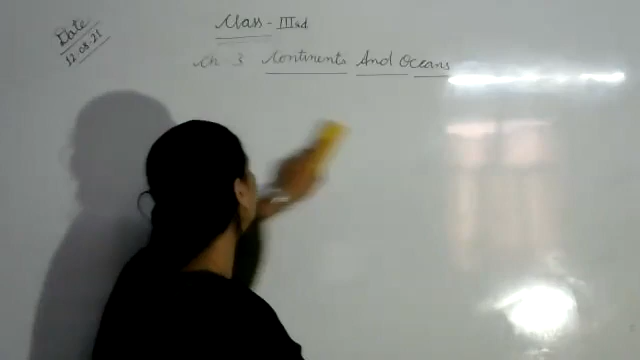 Date
12.08.21
Class - IIIrd
Ch 3 Continents And Oceans